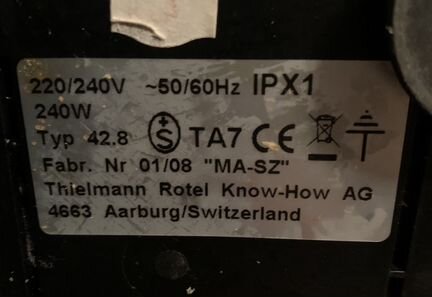 220/240V ~50/60Hz IPX1
240W
Typ 42.8 S TA7 CE
Fabr. Nr 01/08 "MA-SZ"
Thielmann Rotel Know-How AG
4663 Aarburg/Switzerland